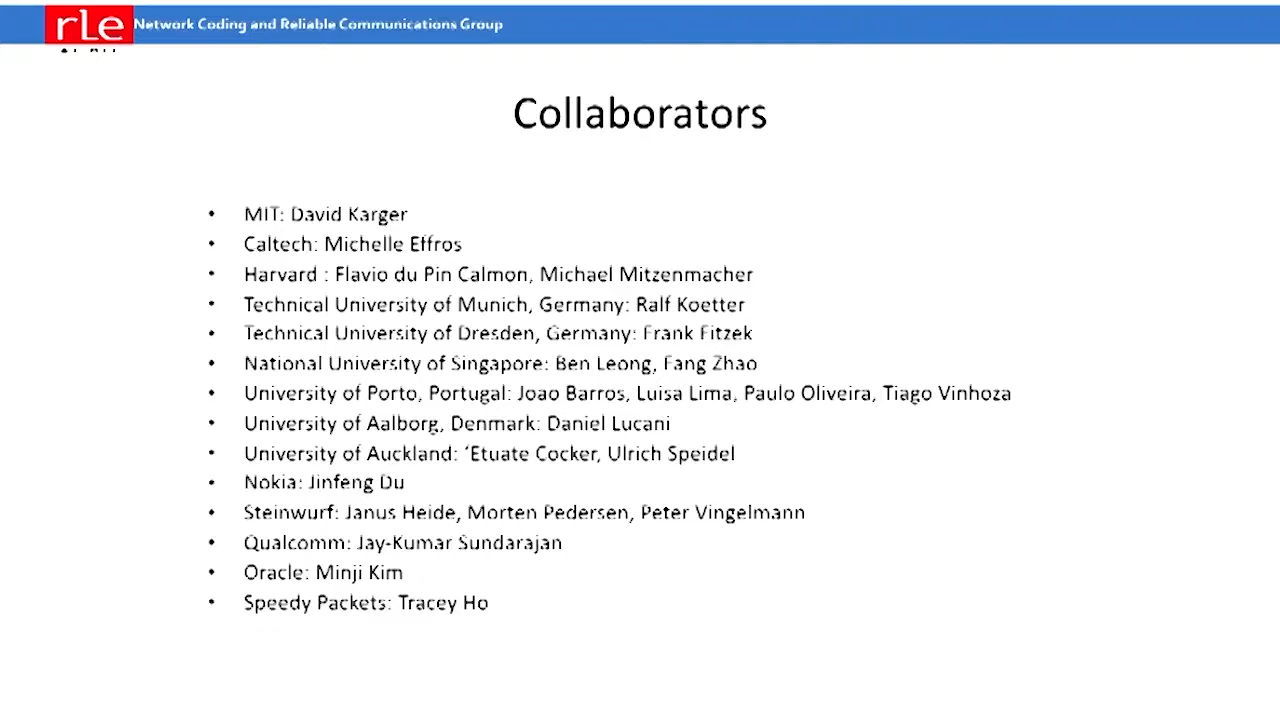 rle Network Coding and Reliable Communications Group
Collaborators
• MIT: David Karger
• Caltech: Michelle Effros
• Harvard : Flavio du Pin Calmon, Michael Mitzenmacher
• Technical University of Munich, Germany: Ralf Koetter
• Technical University of Dresden, Germany: Frank Fitzek
• National University of Singapore: Ben Leong, Fang Zhao
• University of Porto, Portugal: Joao Barros, Luisa Lima, Paulo Oliveira, Tiago Vinhoza
• University of Aalborg, Denmark: Daniel Lucani
• University of Auckland: ‘Etuate Cocker, Ulrich Speidel
• Nokia: Jinfeng Du
• Steinwurf: Janus Heide, Morten Pedersen, Peter Vingelmann
• Qualcomm: Jay-Kumar Sundarajan
• Oracle: Minji Kim
• Speedy Packets: Tracey Ho